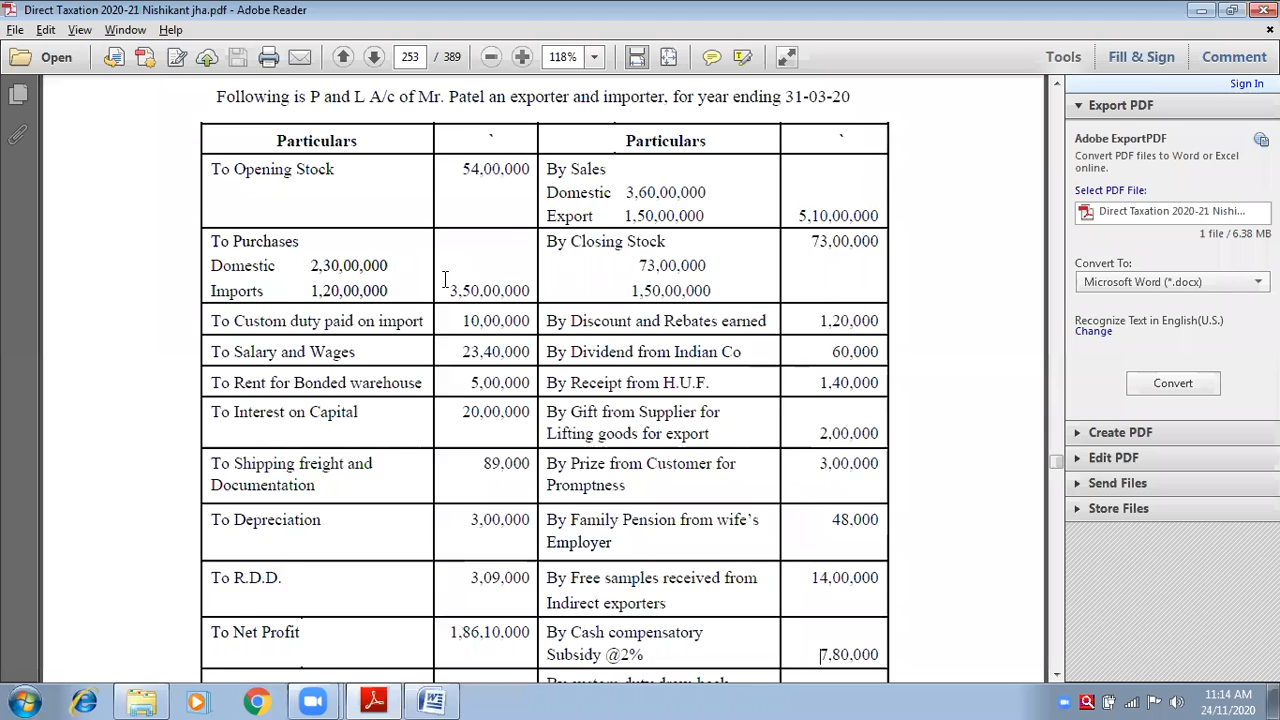 Direct Taxation 2020-21 Nishikant jha.pdf - Adobe Reader
File Edit View Window Help
Open 253 / 389 118% Tools Fill & Sign Comment
Sign In
Export PDF
Adobe ExportPDF
Convert PDF files to Word or Excel
online.
Select PDF File:
Direct Taxation 2020-21 Nishi...
1 file / 6.38 MB
Convert To:
Microsoft Word (*.docx)
Recognize Text in English(U.S.)
Change
Convert
Create PDF
Edit PDF
Send Files
Store Files
Following is P and L A/c of Mr. Patel an exporter and importer, for year ending 31-03-20
Particulars ` Particulars `
To Opening Stock 54,00,000 By Sales
Domestic 3,60,00,000
Export 1,50,00,000 5,10,00,000
To Purchases By Closing Stock 73,00,000
Domestic 2,30,00,000 73,00,000
Imports 1,20,00,000 3,50,00,000 1,50,00,000
To Custom duty paid on import 10,00,000 By Discount and Rebates earned 1,20,000
To Salary and Wages 23,40,000 By Dividend from Indian Co 60,000
To Rent for Bonded warehouse 5,00,000 By Receipt from H.U.F. 1,40,000
To Interest on Capital 20,00,000 By Gift from Supplier for
Lifting goods for export 2,00,000
To Shipping freight and 89,000 By Prize from Customer for 3,00,000
Documentation Promptness
To Depreciation 3,00,000 By Family Pension from wife's 48,000
Employer
To R.D.D. 3,09,000 By Free samples received from 14,00,000
Indirect exporters
To Net Profit 1,86,10,000 By Cash compensatory
Subsidy @2% 7,80,000
11:14 AM
24/11/2020